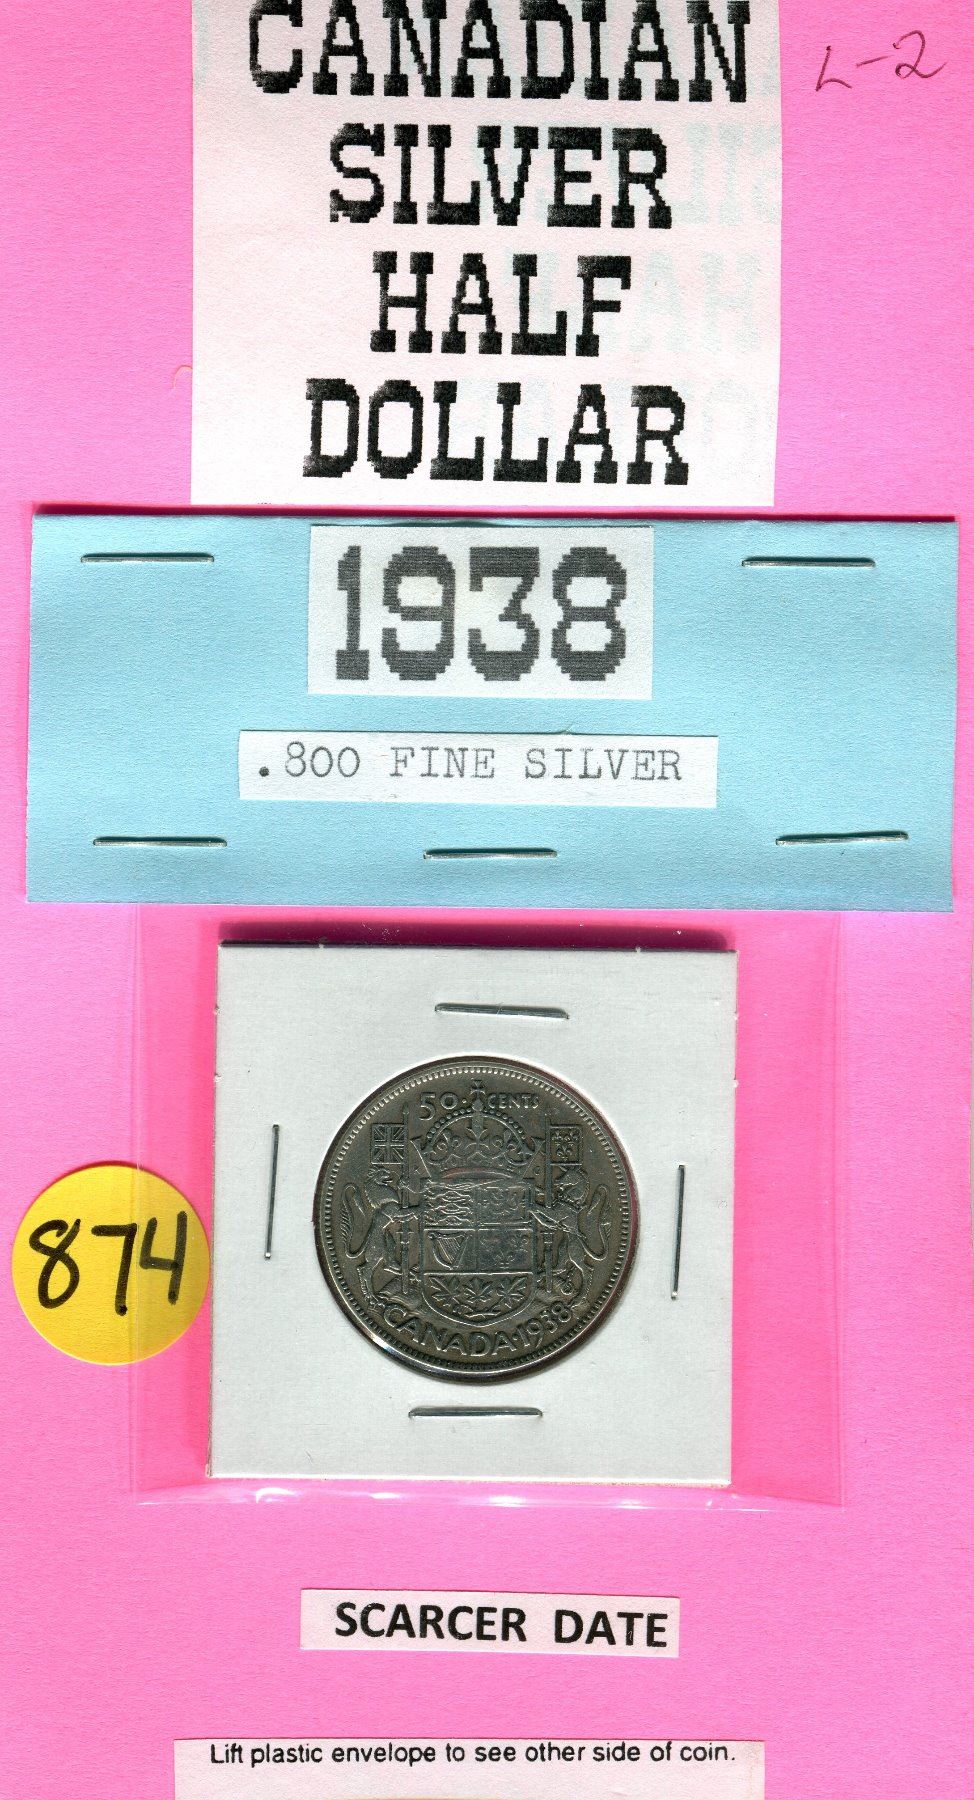 CANADIAN
L-2
SILVER
HALF
DOLLAR
1938
.800 FINE SILVER
50 CENTS
CANADA·1938
874
SCARCER DATE
Lift plastic envelope to see other side of coin.